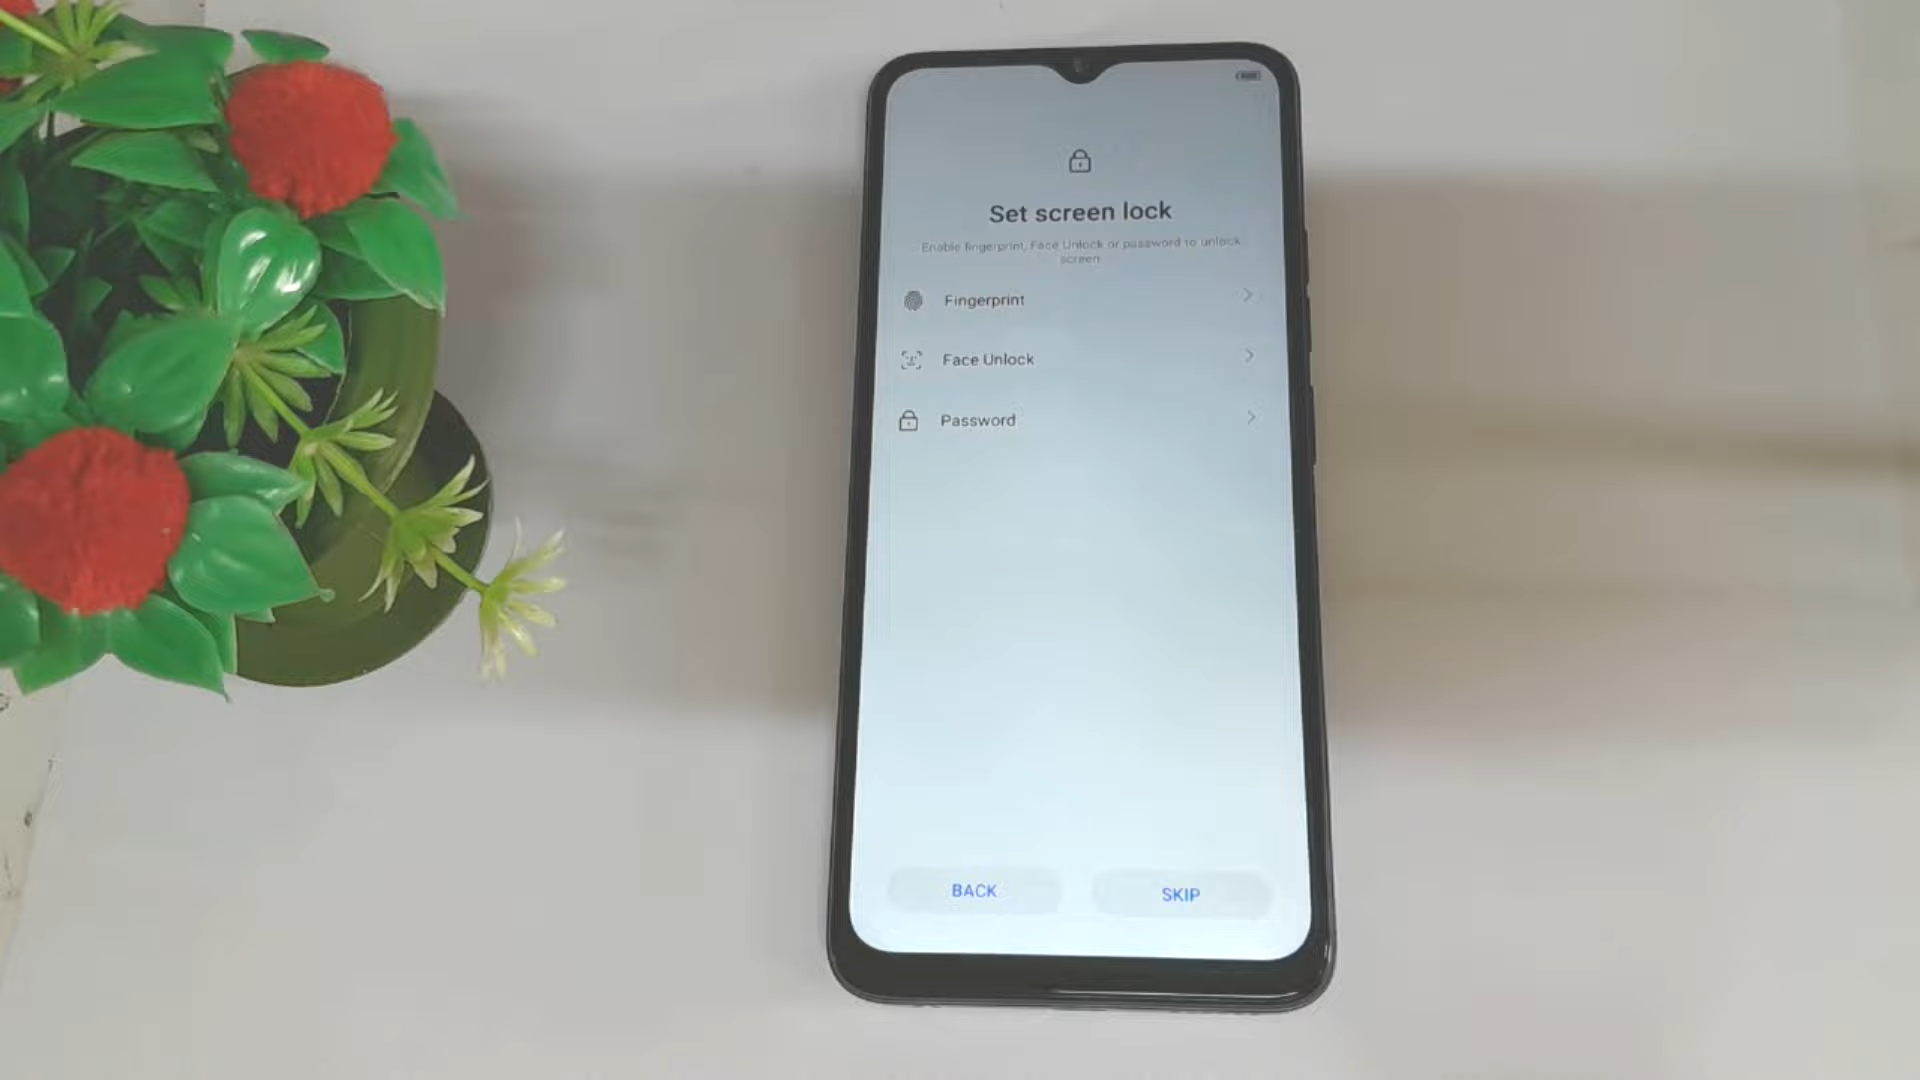 Set screen lock
Enable fingerprint, Face Unlock or password to unlock
screen.
Fingerprint
Face Unlock
Password
BACK
SKIP